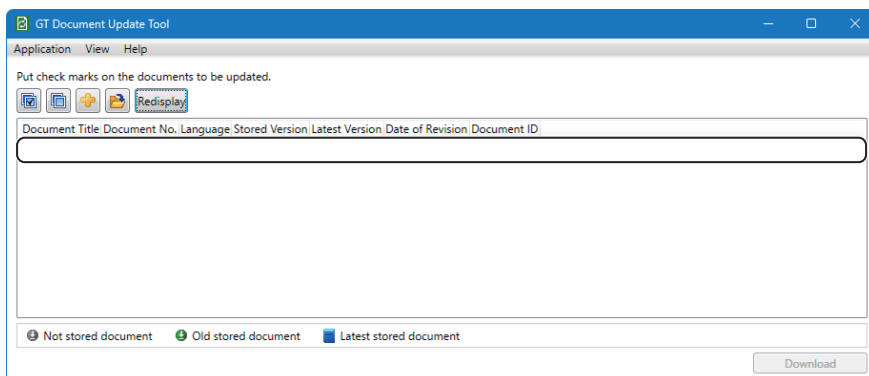 GT Document Update Tool
Application View Help
Put check marks on the documents to be updated.
Redisplay
Document Title Document No. Language Stored Version Latest Version Date of Revision Document ID
Not stored document Old stored document Latest stored document
Download